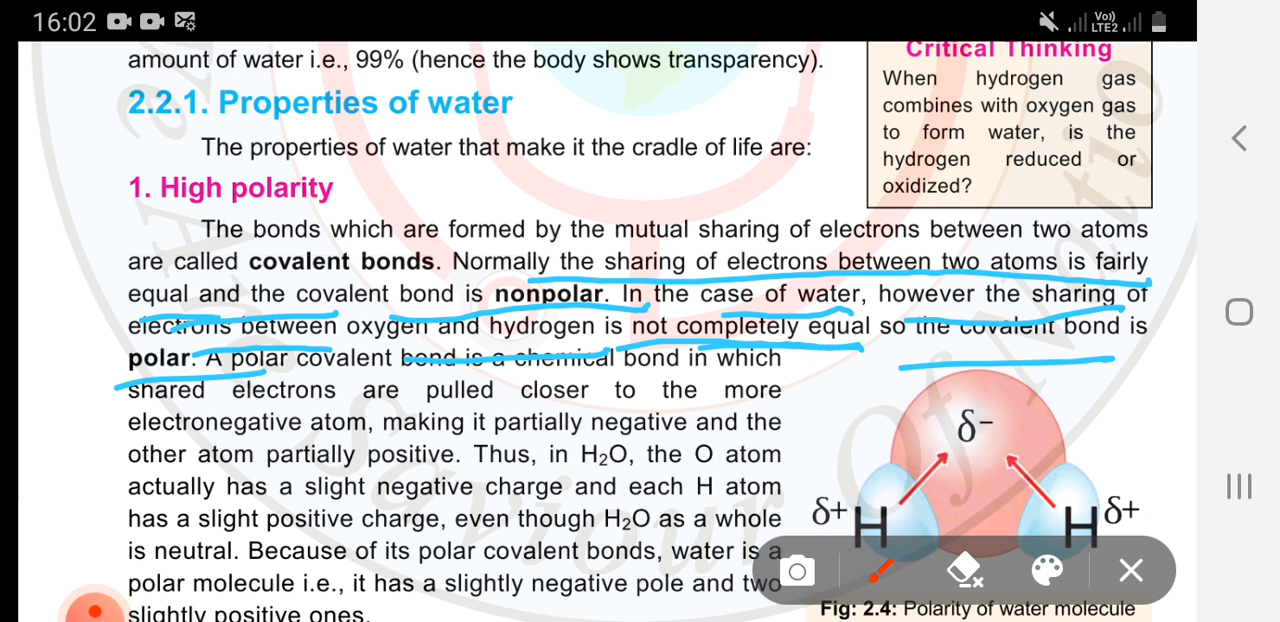 16:02
Vo))
LTE2
amount of water i.e., 99% (hence the body shows transparency).
2.2.1. Properties of water
The properties of water that make it the cradle of life are:
1. High polarity
Critical Thinking
When hydrogen gas
combines with oxygen gas
to form water, is the
hydrogen reduced or
oxidized?
The bonds which are formed by the mutual sharing of electrons between two atoms
are called covalent bonds. Normally the sharing of electrons between two atoms is fairly
equal and the covalent bond is nonpolar. In the case of water, however the sharing of
electrons between oxygen and hydrogen is not completely equal so the covalent bond is
polar. A polar covalent bond is a chemical bond in which
shared electrons are pulled closer to the more
electronegative atom, making it partially negative and the
other atom partially positive. Thus, in H₂O, the O atom
actually has a slight negative charge and each H atom
has a slight positive charge, even though H₂O as a whole
is neutral. Because of its polar covalent bonds, water is a
polar molecule i.e., it has a slightly negative pole and two
slightly positive ones.
δ−
δ+ H H δ+
Fig: 2.4: Polarity of water molecule
Saviour Of Nation